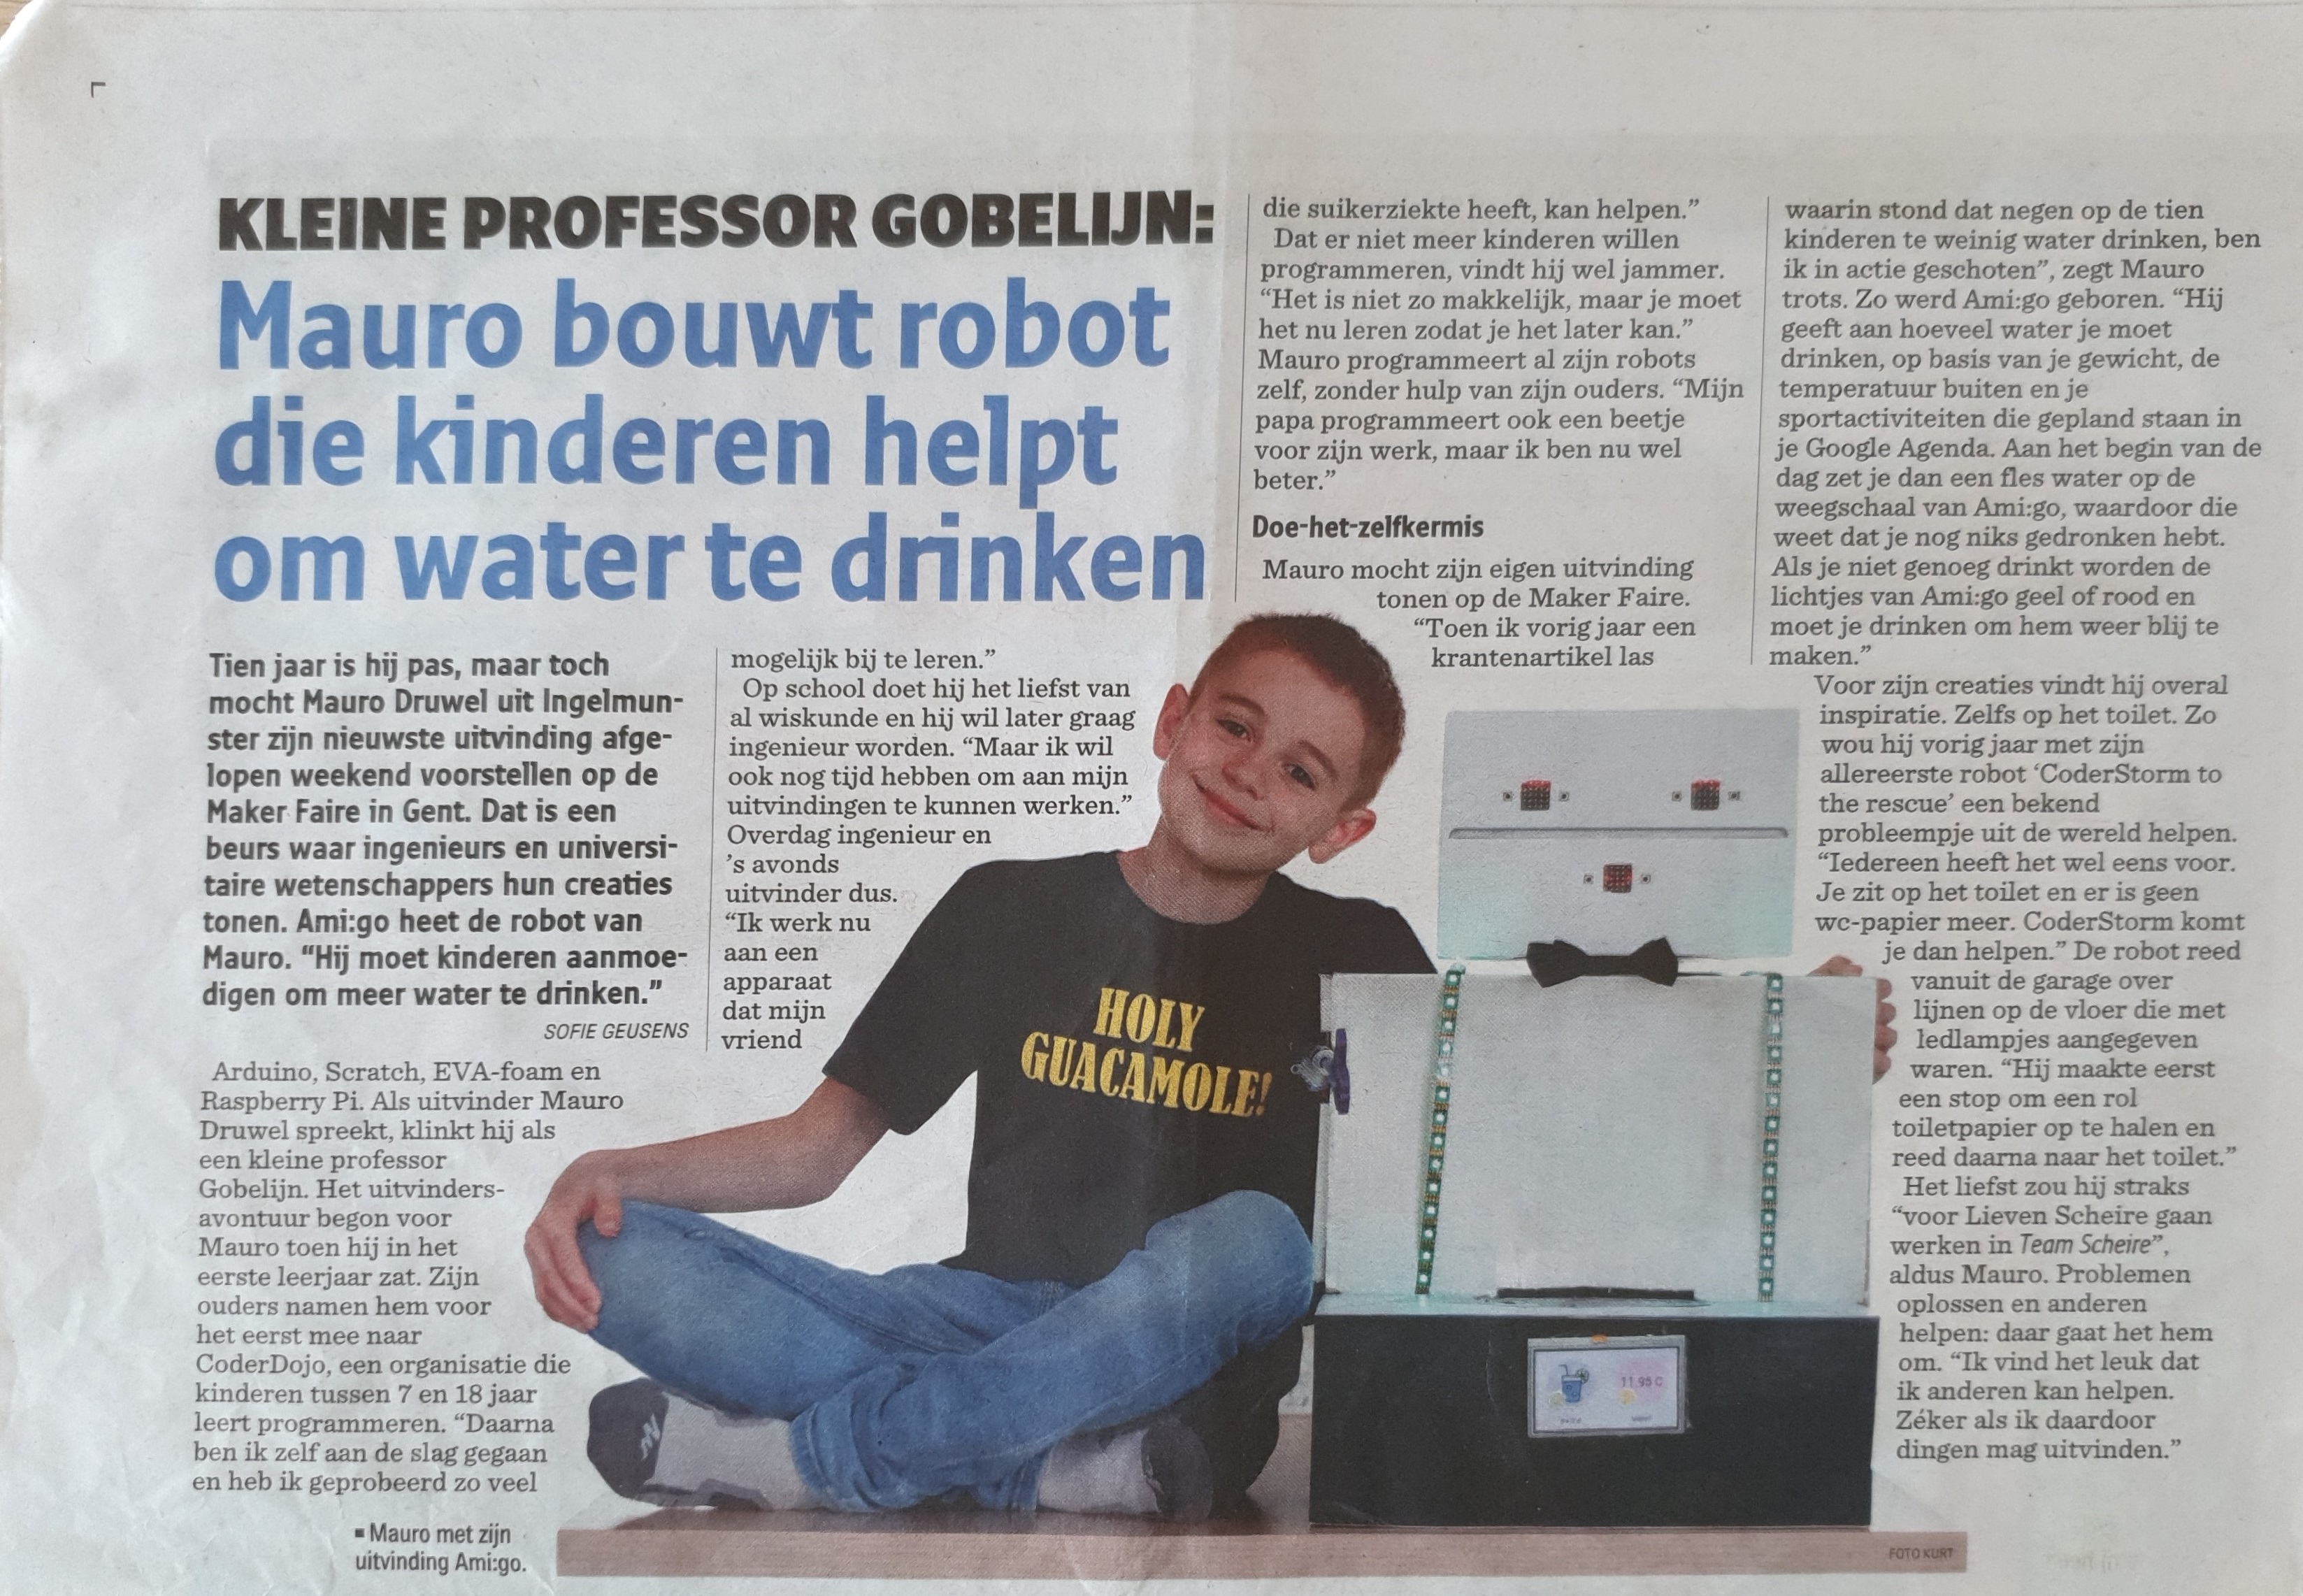 KLEINE PROFESSOR GOBELIJN:
Mauro bouwt robot
die kinderen helpt
om water te drinken
Tien jaar is hij pas, maar toch
mocht Mauro Druwel uit Ingelmun-
ster zijn nieuwste uitvinding afge-
lopen weekend voorstellen op de
Maker Faire in Gent. Dat is een
beurs waar ingenieurs en universi-
taire wetenschappers hun creaties
tonen. Ami:go heet de robot van
Mauro. “Hij moet kinderen aanmoe-
digen om meer water te drinken.”
SOFIE GEUSENS
Arduino, Scratch, EVA-foam en
Raspberry Pi. Als uitvinder Mauro
Druwel spreekt, klinkt hij als
een kleine professor
Gobelijn. Het uitvinders-
avontuur begon voor
Mauro toen hij in het
eerste leerjaar zat. Zijn
ouders namen hem voor
het eerst mee naar
CoderDojo, een organisatie die
kinderen tussen 7 en 18 jaar
leert programmeren. “Daarna
ben ik zelf aan de slag gegaan
en heb ik geprobeerd zo veel
mogelijk bij te leren.”
Op school doet hij het liefst van
al wiskunde en hij wil later graag
ingenieur worden. “Maar ik wil
ook nog tijd hebben om aan mijn
uitvindingen te kunnen werken.”
Overdag ingenieur en
’s avonds
uitvinder dus.
“Ik werk nu
aan een
apparaat
dat mijn
vriend
die suikerziekte heeft, kan helpen.”
Dat er niet meer kinderen willen
programmeren, vindt hij wel jammer.
“Het is niet zo makkelijk, maar je moet
het nu leren zodat je het later kan.”
Mauro programmeert al zijn robots
zelf, zonder hulp van zijn ouders. “Mijn
papa programmeert ook een beetje
voor zijn werk, maar ik ben nu wel
beter.”
Doe-het-zelfkermis
Mauro mocht zijn eigen uitvinding
tonen op de Maker Faire.
“Toen ik vorig jaar een
krantenartikel las
waarin stond dat negen op de tien
kinderen te weinig water drinken, ben
ik in actie geschoten”, zegt Mauro
trots. Zo werd Ami:go geboren. “Hij
geeft aan hoeveel water je moet
drinken, op basis van je gewicht, de
temperatuur buiten en je
sportactiviteiten die gepland staan in
je Google Agenda. Aan het begin van de
dag zet je dan een fles water op de
weegschaal van Ami:go, waardoor die
weet dat je nog niks gedronken hebt.
Als je niet genoeg drinkt worden de
lichtjes van Ami:go geel of rood en
moet je drinken om hem weer blij te
maken.”
Voor zijn creaties vindt hij overal
inspiratie. Zelfs op het toilet. Zo
wou hij vorig jaar met zijn
allereerste robot ‘CoderStorm to
the rescue’ een bekend
probleempje uit de wereld helpen.
“Iedereen heeft het wel eens voor.
Je zit op het toilet en er is geen
wc-papier meer. CoderStorm komt
je dan helpen.” De robot reed
vanuit de garage over
lijnen op de vloer die met
ledlampjes aangegeven
waren. “Hij maakte eerst
een stop om een rol
toiletpapier op te halen en
reed daarna naar het toilet.”
Het liefst zou hij straks
“voor Lieven Scheire gaan
werken in Team Scheire”,
aldus Mauro. Problemen
oplossen en anderen
helpen: daar gaat het hem
om. “Ik vind het leuk dat
ik anderen kan helpen.
Zéker als ik daardoor
dingen mag uitvinden.”
HOLY
GUACAMOLE!
11.95 C
▪ Mauro met zijn
uitvinding Ami:go.
FOTO KURT